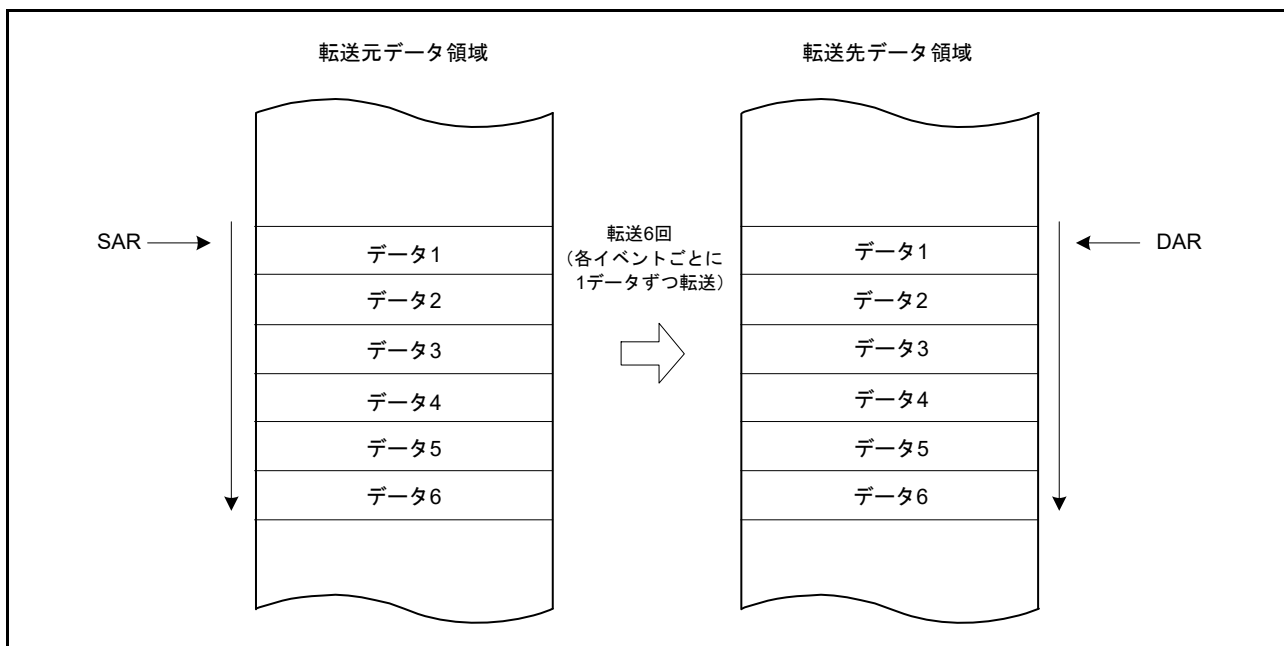 転送元データ領域
転送先データ領域
SAR
転送6回
（各イベントごとに
1データずつ転送）
DAR
データ1
データ2
データ3
データ4
データ5
データ6
データ1
データ2
データ3
データ4
データ5
データ6